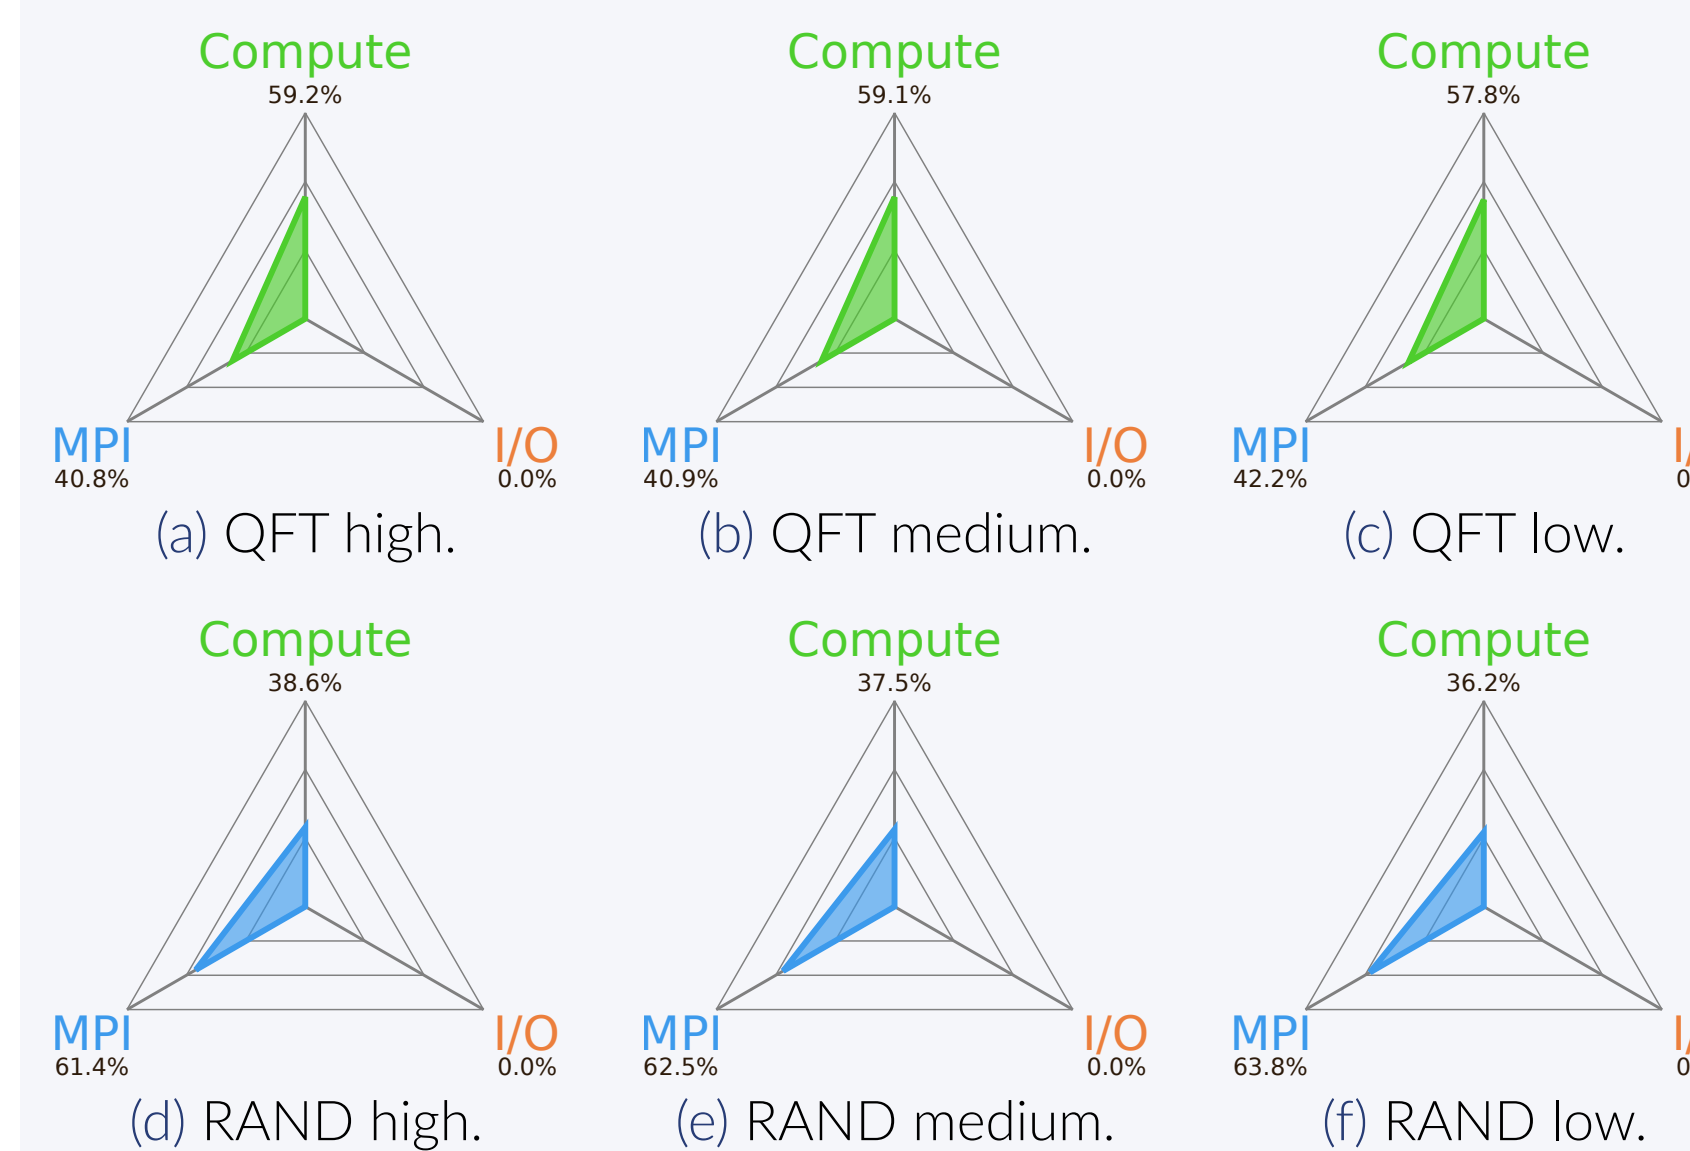 Compute
59.2%
MPI
40.8%
I/O
0.0%
(a) QFT high.
Compute
59.1%
MPI
40.9%
I/O
0.0%
(b) QFT medium.
Compute
57.8%
MPI
42.2%
(c) QFT low.
Compute
38.6%
MPI
61.4%
I/O
0.0%
(d) RAND high.
Compute
37.5%
MPI
62.5%
I/O
0.0%
(e) RAND medium.
Compute
36.2%
MPI
63.8%
(f) RAND low.